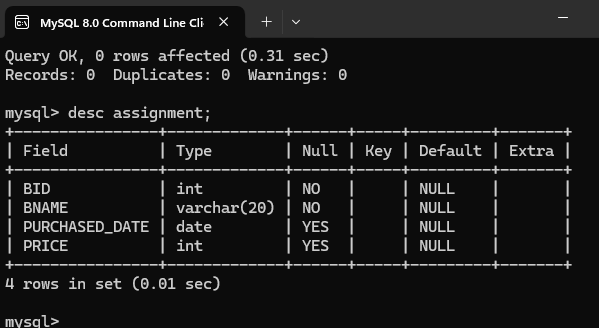 MySQL 8.0 Command Line Cli
Query OK, 0 rows affected (0.31 sec)
Records: 0  Duplicates: 0  Warnings: 0
mysql> desc assignment;
+----------------+-------------+------+-----+---------+-------+
| Field          | Type        | Null | Key | Default | Extra |
+----------------+-------------+------+-----+---------+-------+
| BID            | int         | NO   |     | NULL    |       |
| BNAME          | varchar(20) | NO   |     | NULL    |       |
| PURCHASED_DATE | date        | YES  |     | NULL    |       |
| PRICE          | int         | YES  |     | NULL    |       |
+----------------+-------------+------+-----+---------+-------+
4 rows in set (0.01 sec)
mysql>